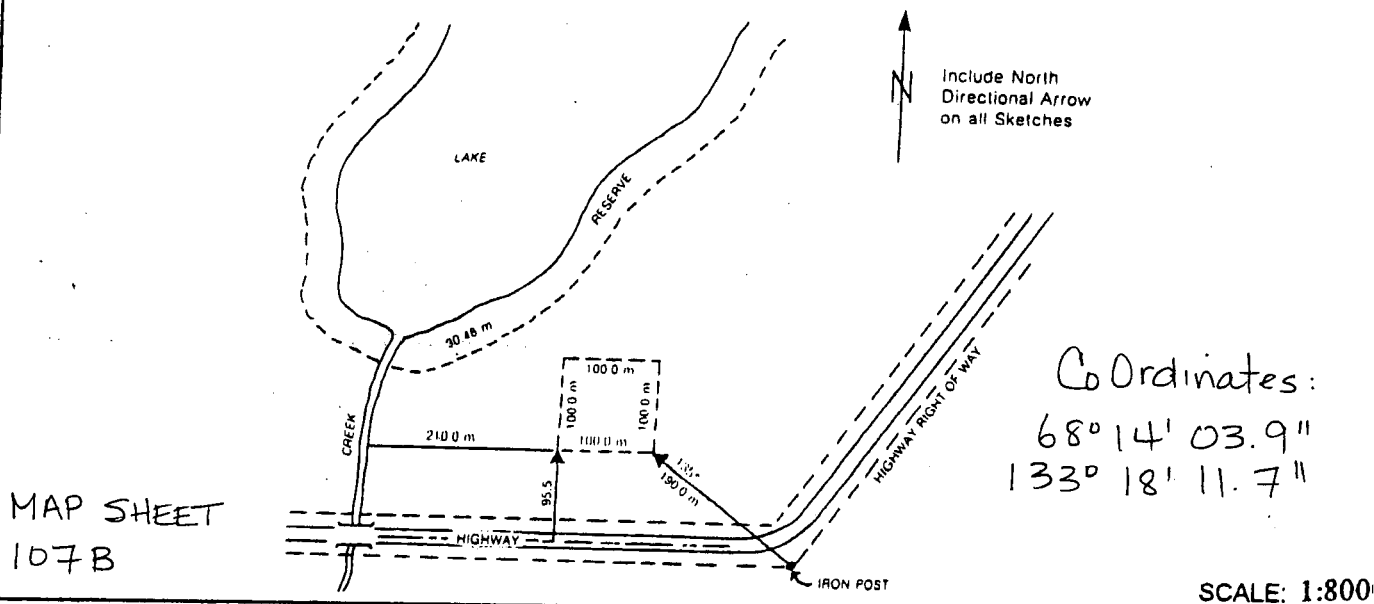 Include North
Directional Arrow
on all Sketches
N
LAKE
RESERVE
30.48 m
100.0 m
100.0 m
100.0 m
CREEK
210.0 m
100.0 m
95.5
190.0 m
HIGHWAY RIGHT OF WAY
HIGHWAY
IRON POST
CoOrdinates:
68° 14' 03.9"
133° 18' 11.7"
MAP SHEET
107B
SCALE: 1:800